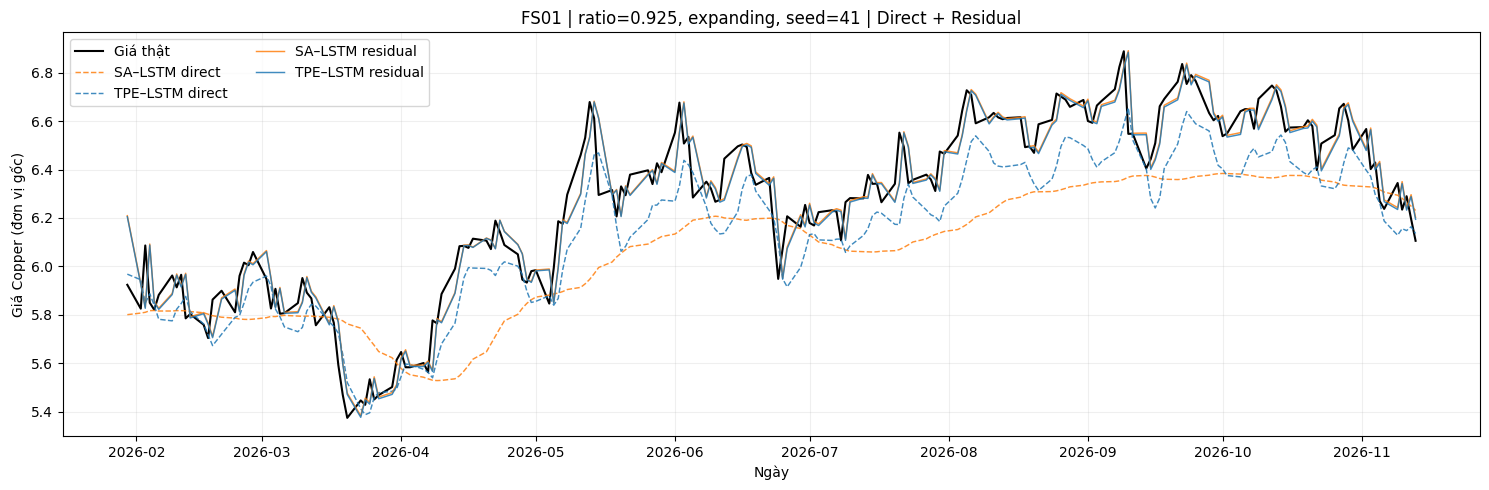 FS01 | ratio=0.925, expanding, seed=41 | Direct + Residual
Giá thật
SA–LSTM direct
TPE–LSTM direct
SA–LSTM residual
TPE–LSTM residual
Giá Copper (đơn vị gốc)
6.8
6.6
6.4
6.2
6.0
5.8
5.6
5.4
2026-02 2026-03 2026-04 2026-05 2026-06 2026-07 2026-08 2026-09 2026-10 2026-11
Ngày